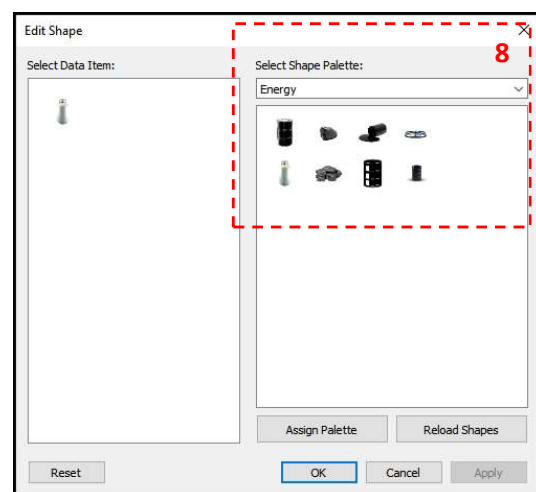 Edit Shape
8
Select Data Item:
Select Shape Palette:
Energy
Assign Palette
Reload Shapes
Reset
OK
Cancel
Apply